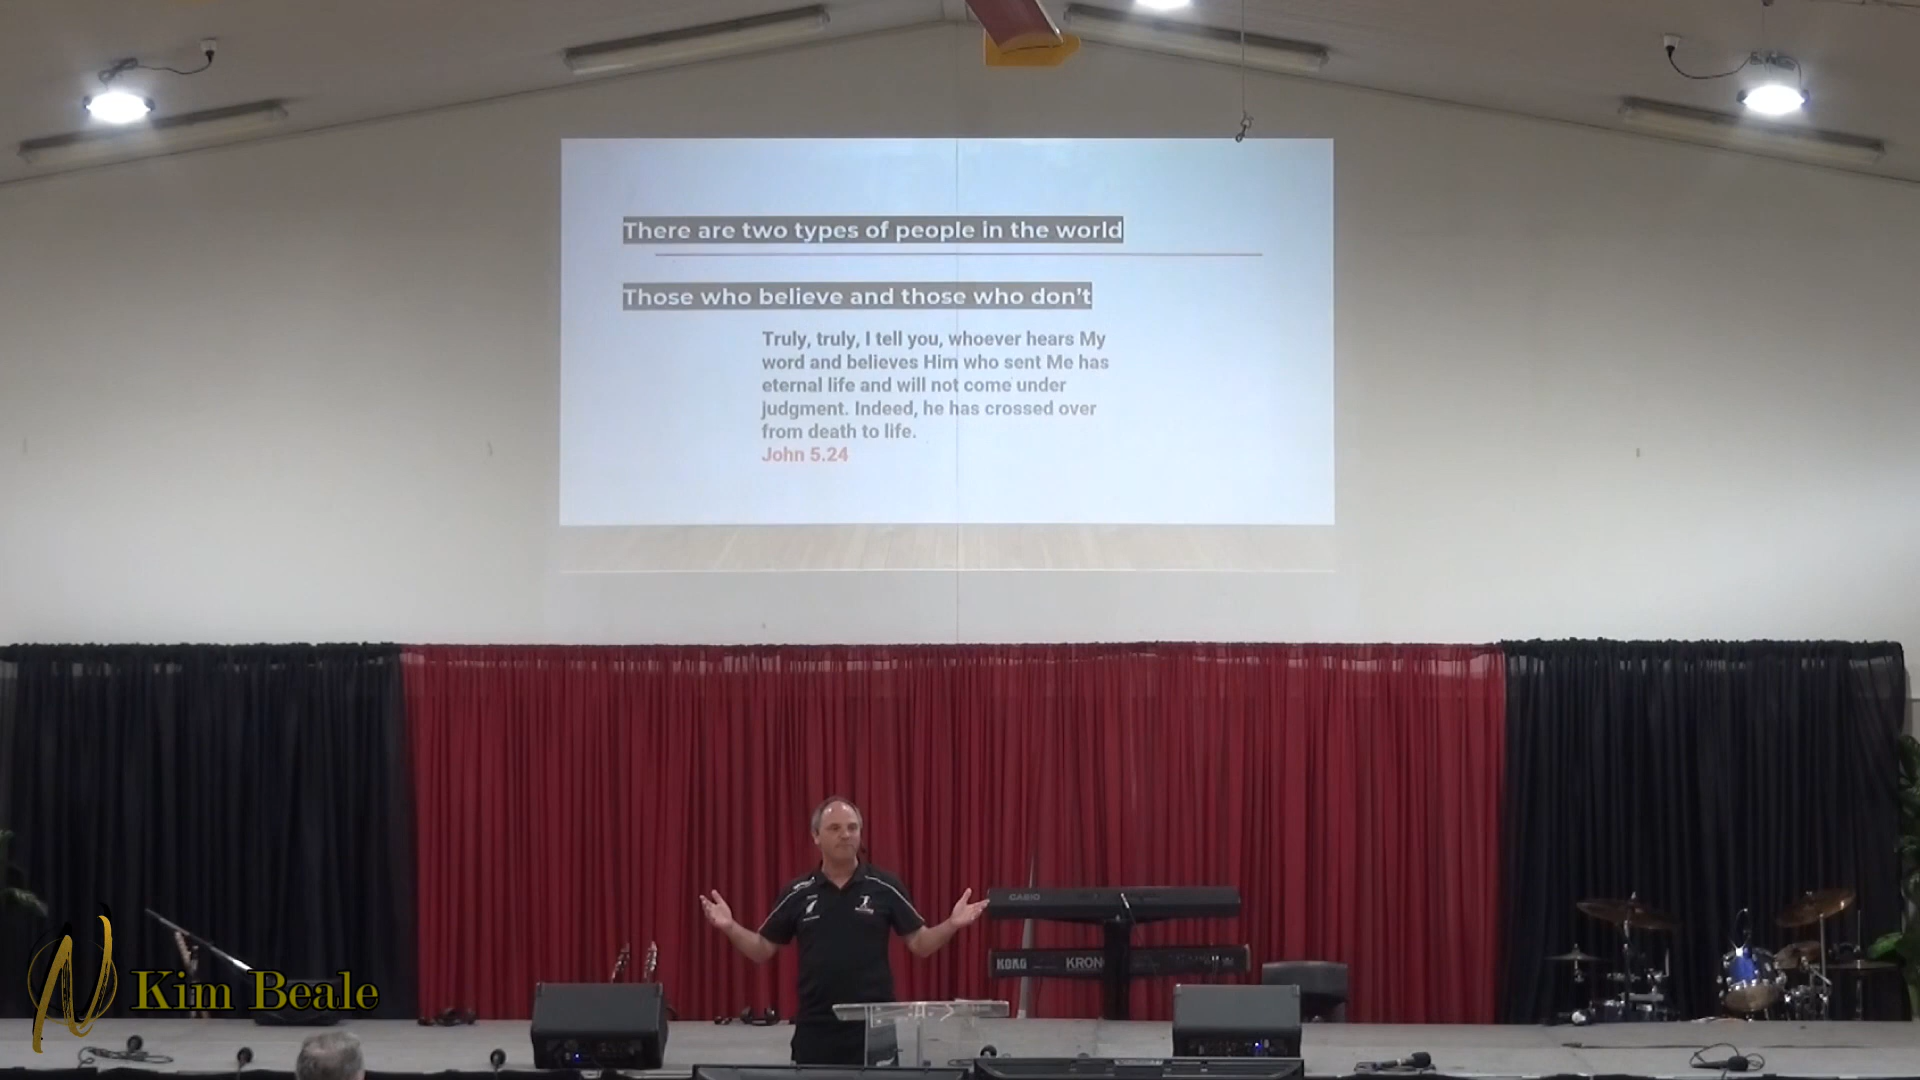 There are two types of people in the world
Those who believe and those who don't
Truly, truly, I tell you, whoever hears My
word and believes Him who sent Me has
eternal life and will not come under
judgment. Indeed, he has crossed over
from death to life.
John 5.24
CASIO
KORG KRONO
N Kim Beale